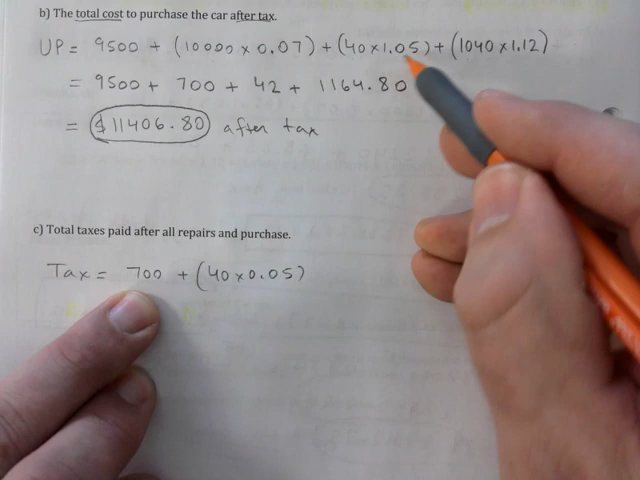 b) The total cost to purchase the car after tax.
UP = 9500 + (10000 x 0.07) + (40 x 1.05) + (1040 x 1.12)
= 9500 + 700 + 42 + 1164.80
= $11406.80 after tax
c) Total taxes paid after all repairs and purchase.
Tax = 700 + (40 x 0.05)